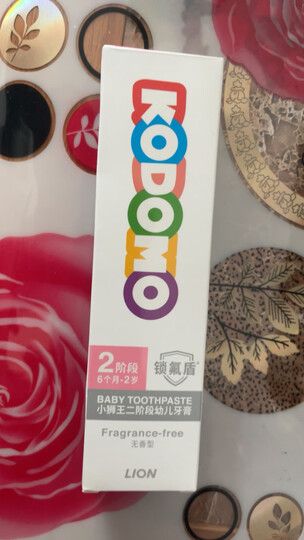 KODOMO
2阶段
6个月-2岁
锁氟盾
BABY TOOTHPASTE
小狮王二阶段幼儿牙膏
Fragrance-free
无香型
LION